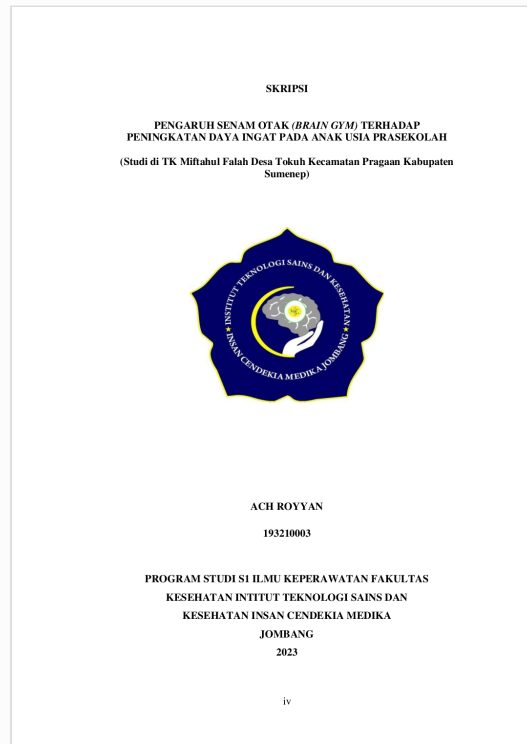 SKRIPSI
PENGARUH SENAM OTAK (BRAIN GYM) TERHADAP
PENINGKATAN DAYA INGAT PADA ANAK USIA PRASEKOLAH
(Studi di TK Miftahul Falah Desa Tokuh Kecamatan Pragaan Kabupaten
Sumenep)
INSTITUT TEKNOLOGI SAINS DAN KESEHATAN
INSAN CENDEKIA MEDIKA JOMBANG
ACH ROYYAN
193210003
PROGRAM STUDI S1 ILMU KEPERAWATAN FAKULTAS
KESEHATAN INTITUT TEKNOLOGI SAINS DAN
KESEHATAN INSAN CENDEKIA MEDIKA
JOMBANG
2023
iv